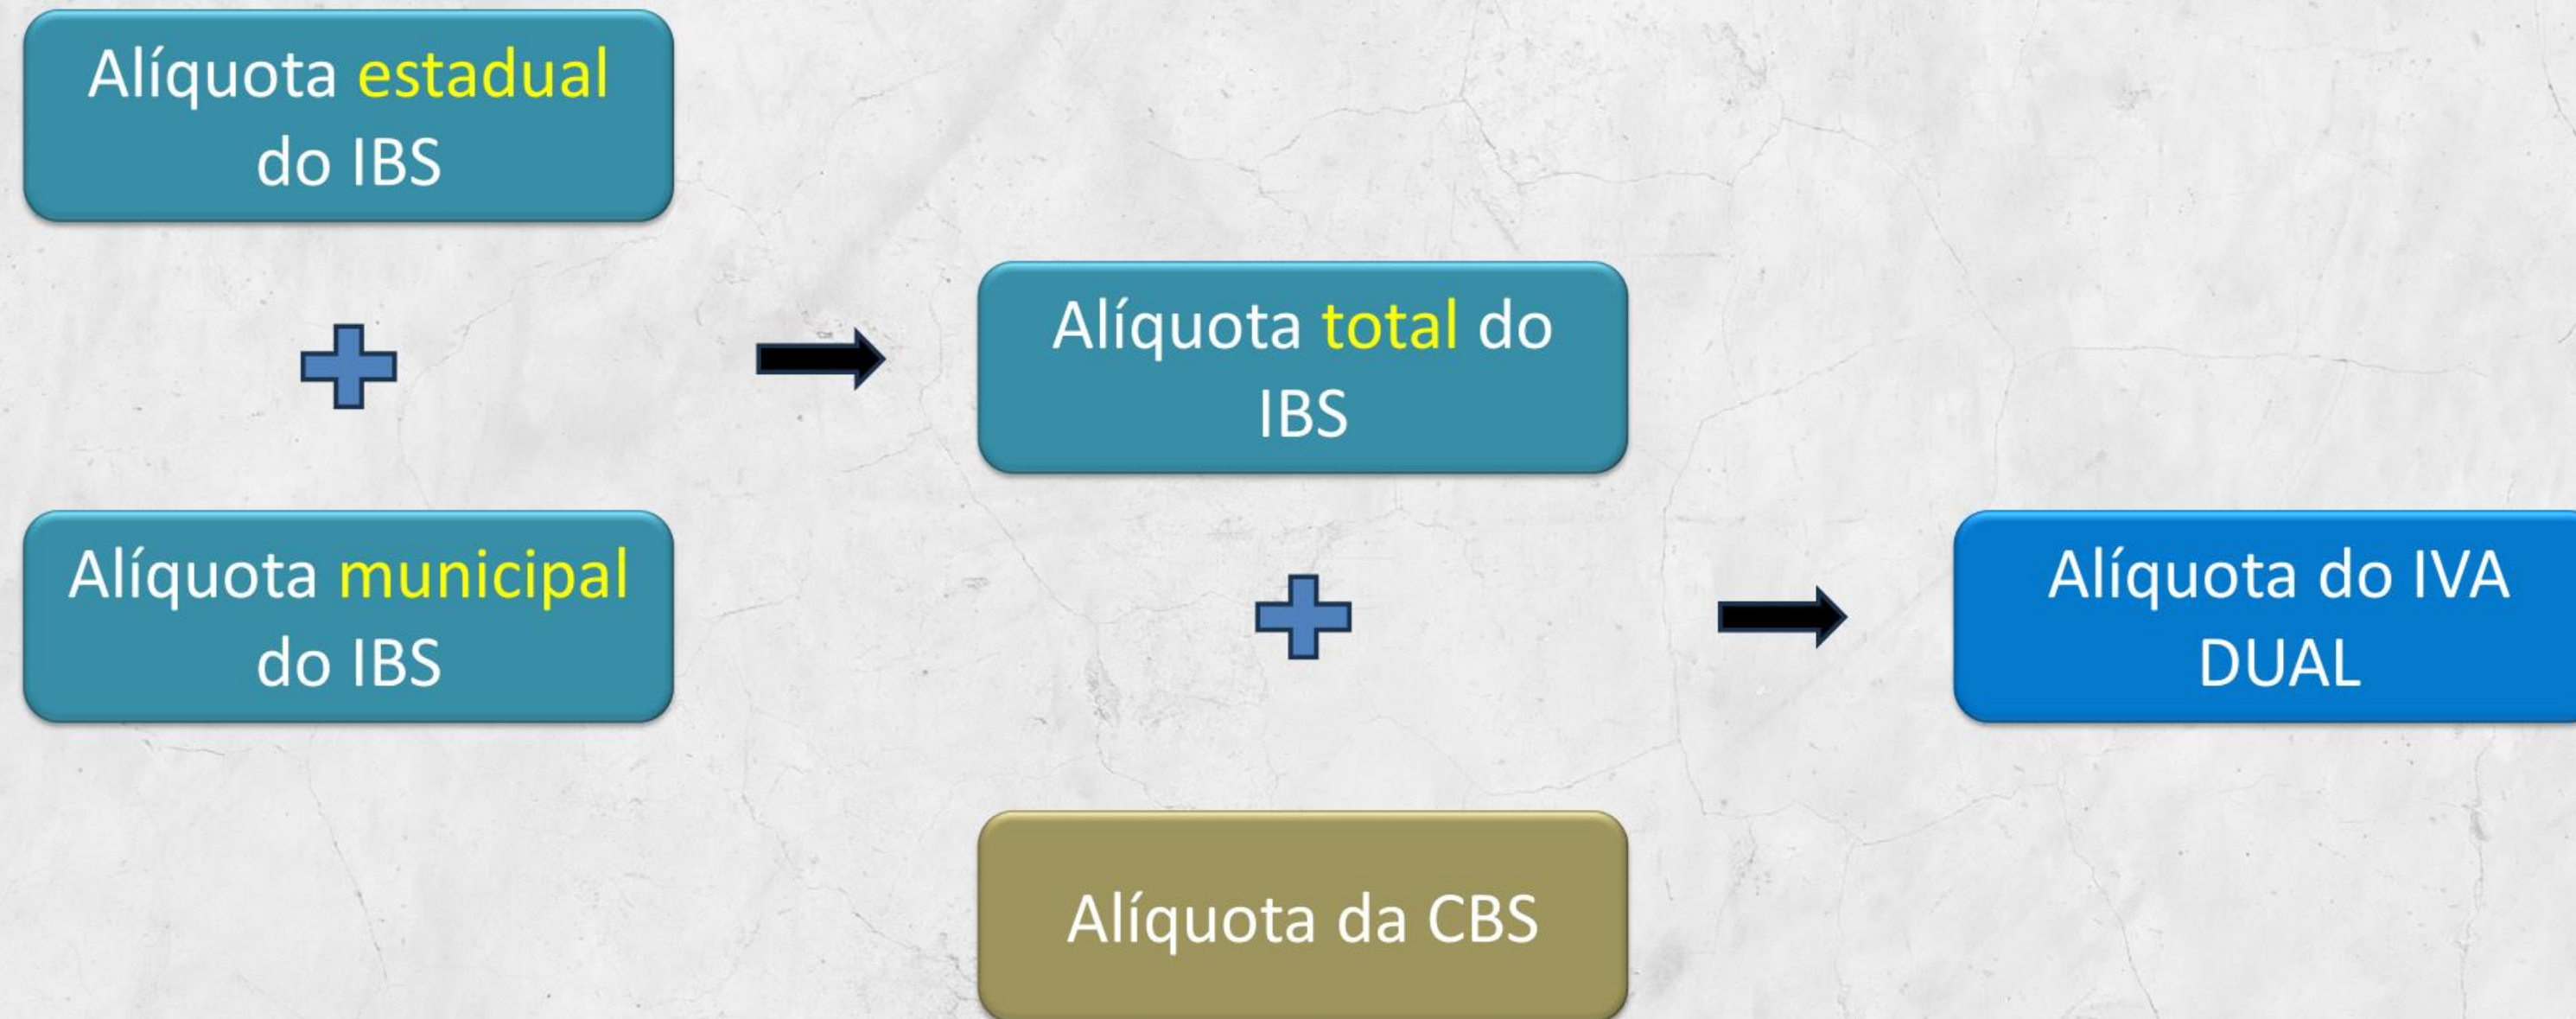 Alíquota estadual
do IBS
Alíquota municipal
do IBS
Alíquota total do
IBS
Alíquota da CBS
Alíquota do IVA
DUAL